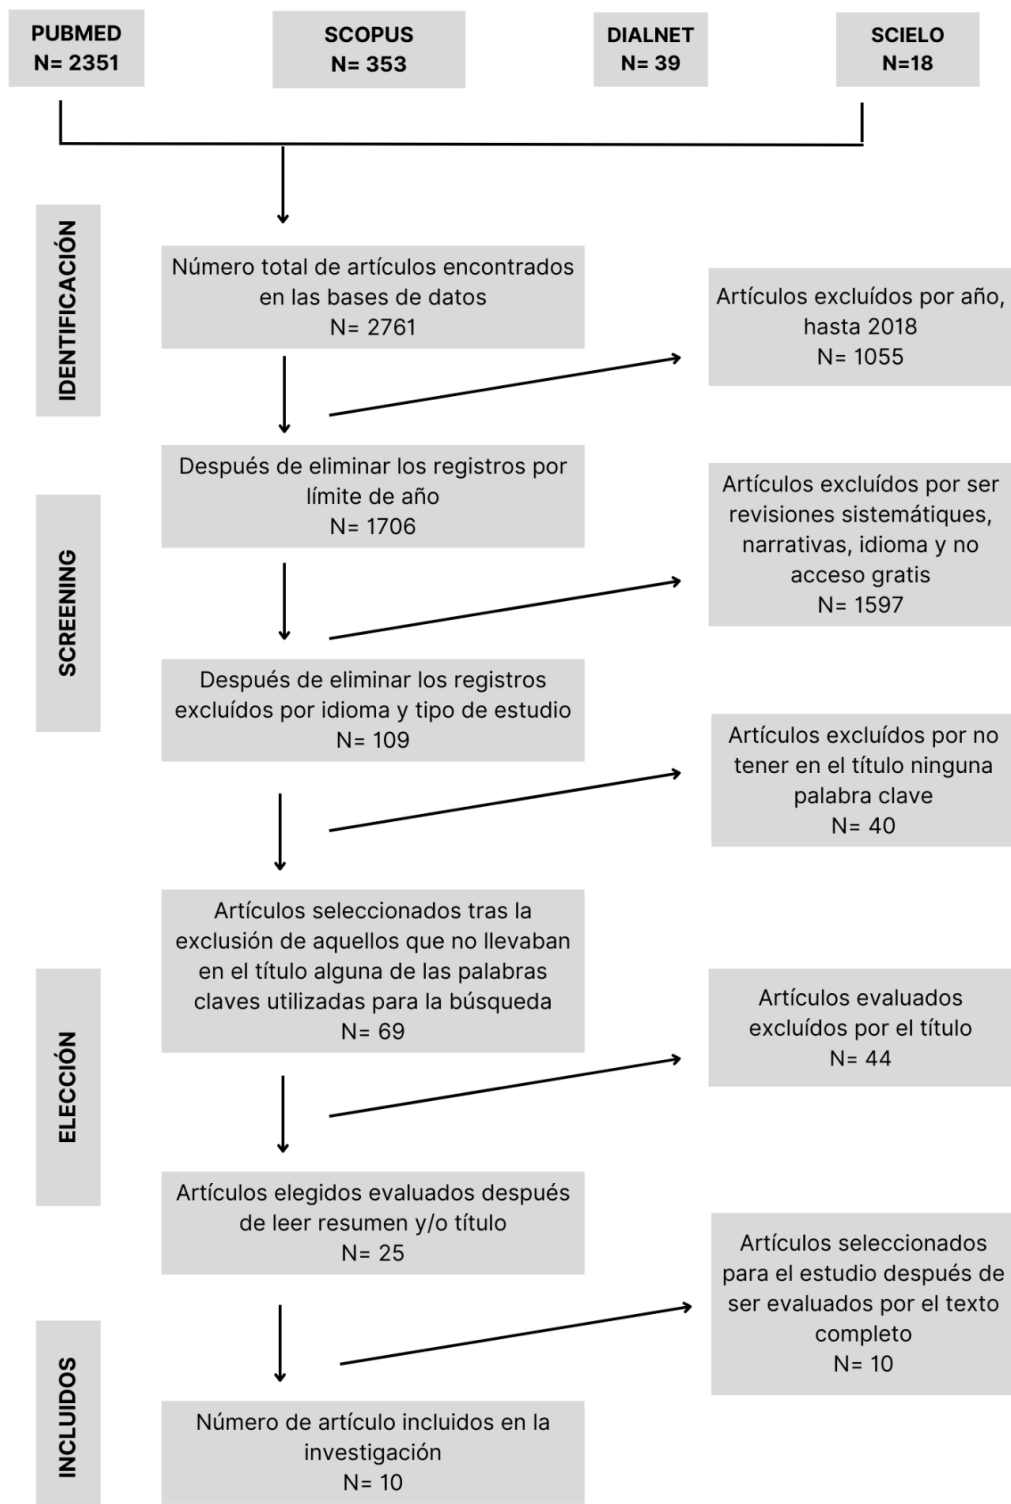 PUBMED
N= 2351
SCOPUS
N= 353
DIALNET
N= 39
SCIELO
N=18
IDENTIFICACIÓN
Número total de artículos encontrados
en las bases de datos
N= 2761
Artículos excluídos por año,
hasta 2018
N= 1055
Después de eliminar los registros por
límite de año
N= 1706
SCREENING
Artículos excluídos por ser
revisiones sistemátiques,
narrativas, idioma y no
acceso gratis
N= 1597
Después de eliminar los registros
excluídos por idioma y tipo de estudio
N= 109
Artículos excluídos por no
tener en el título ninguna
palabra clave
N= 40
Artículos seleccionados tras la
exclusión de aquellos que no llevaban
en el título alguna de las palabras
claves utilizadas para la búsqueda
N= 69
ELECCIÓN
Artículos evaluados
excluídos por el título
N= 44
Artículos elegidos evaluados después
de leer resumen y/o título
N= 25
Artículos seleccionados
para el estudio después de
ser evaluados por el texto
completo
N= 10
INCLUIDOS
Número de artículo incluidos en la
investigación
N= 10